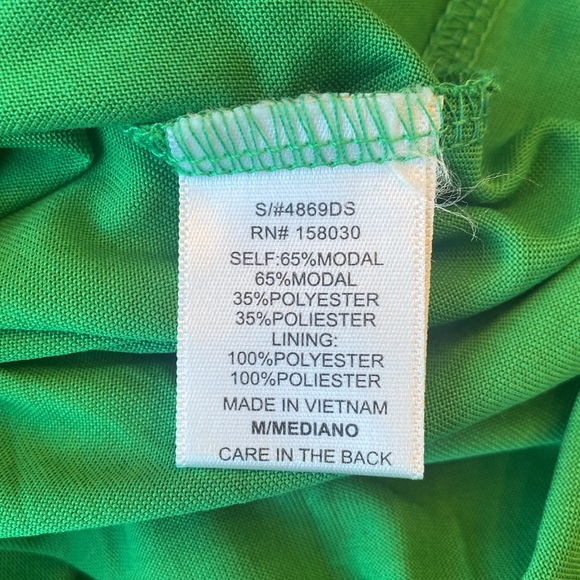 S/#4869DS
RN# 158030
SELF:65%MODAL
65%MODAL
35%POLYESTER
35%POLIESTER
LINING:
100%POLYESTER
100%POLIESTER
MADE IN VIETNAM
M/MEDIANO
CARE IN THE BACK